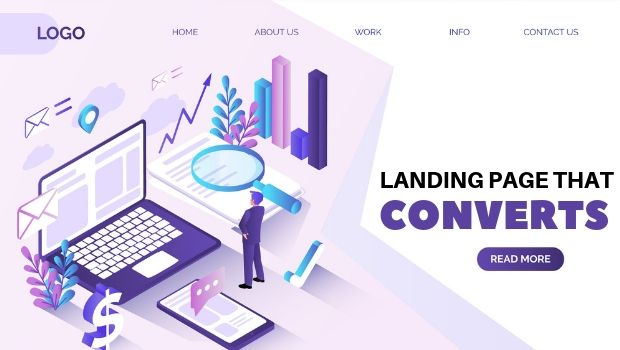 LOGO
HOME
ABOUT US
WORK
INFO
CONTACT US
LANDING PAGE THAT
CONVERTS
READ MORE
$